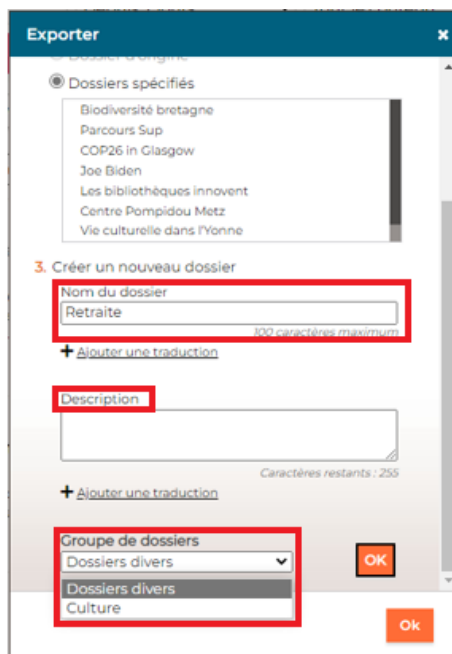 Exporter
Dossier d'origine
Dossiers spécifiés
Biodiversité bretagne
Parcours Sup
COP26 in Glasgow
Joe Biden
Les bibliothèques innovent
Centre Pompidou Metz
Vie culturelle dans l'Yonne
3. Créer un nouveau dossier
Nom du dossier
Retraite
100 caractères maximum
+ Ajouter une traduction
Description
Caractères restants : 255
+ Ajouter une traduction
Groupe de dossiers
Dossiers divers
OK
Dossiers divers
Culture
Ok